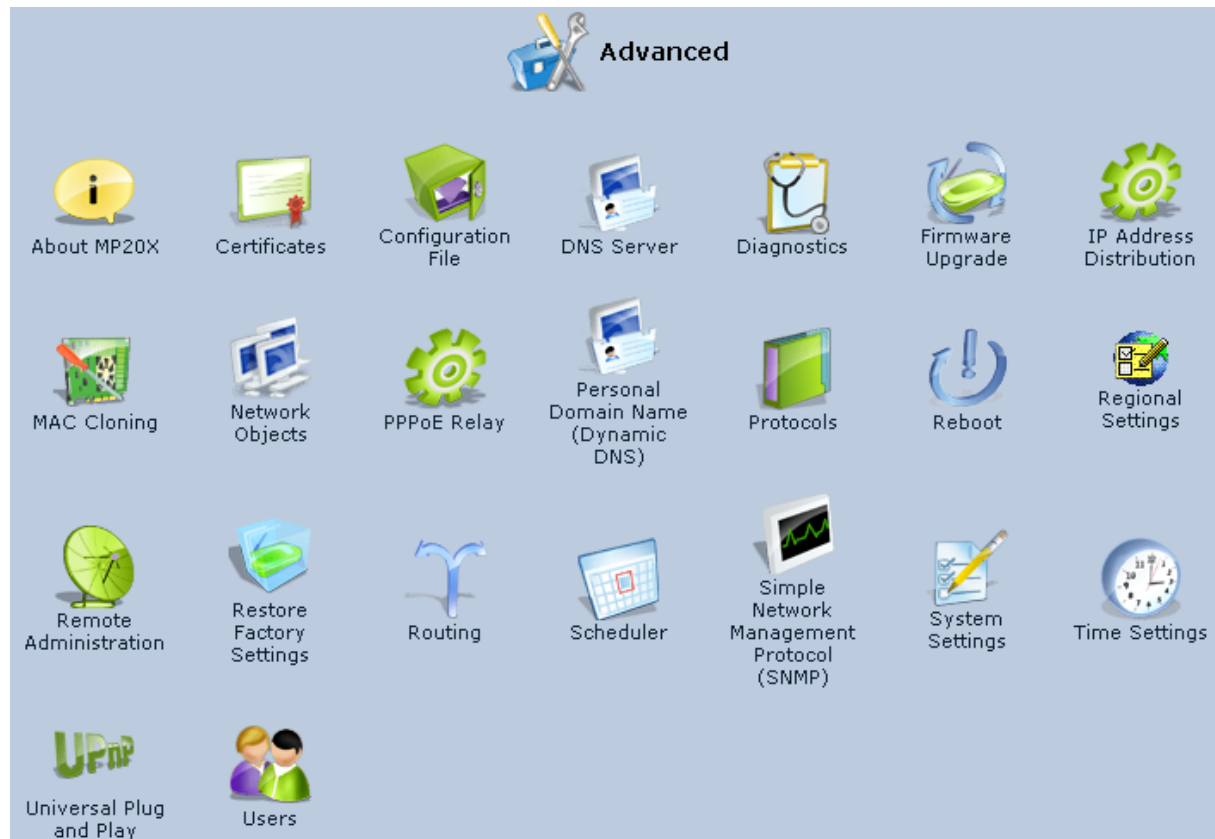 Advanced
About MP20X
Certificates
Configuration
File
DNS Server
Diagnostics
Firmware
Upgrade
IP Address
Distribution
MAC Cloning
Network
Objects
PPPoE Relay
Personal
Domain Name
(Dynamic
DNS)
Protocols
Reboot
Regional
Settings
Remote
Administration
Restore
Factory
Settings
Routing
Scheduler
Simple
Network
Management
Protocol
(SNMP)
System
Settings
Time Settings
UPnP
Universal Plug
and Play
Users